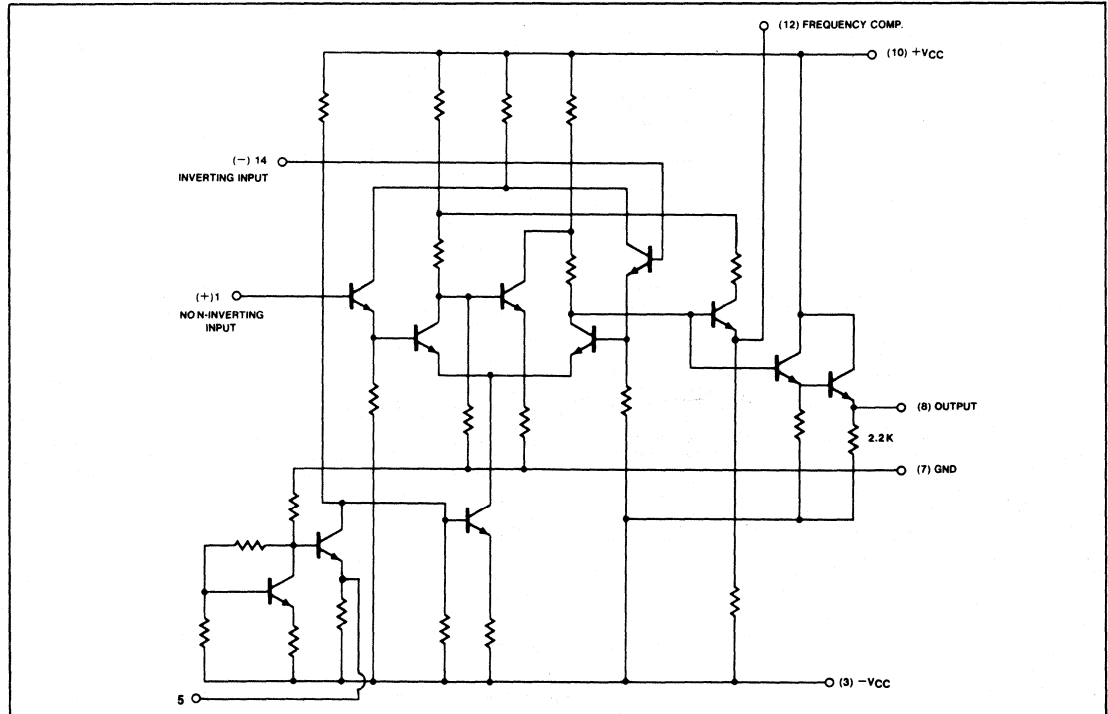 (12) FREQUENCY COMP.
(10) +VCC
(−) 14
INVERTING INPUT
(+)1
NON-INVERTING
INPUT
(8) OUTPUT
2.2K
(7) GND
(3) −VCC
5